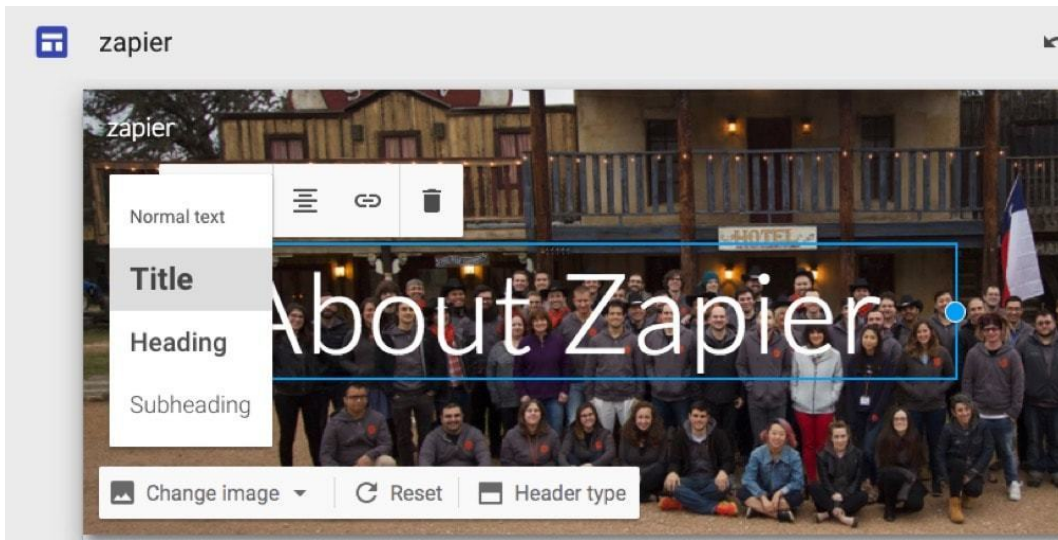 zapier
zapier
Normal text
Title
Heading
Subheading
HOTEL
About Zapier
Change image
Reset
Header type